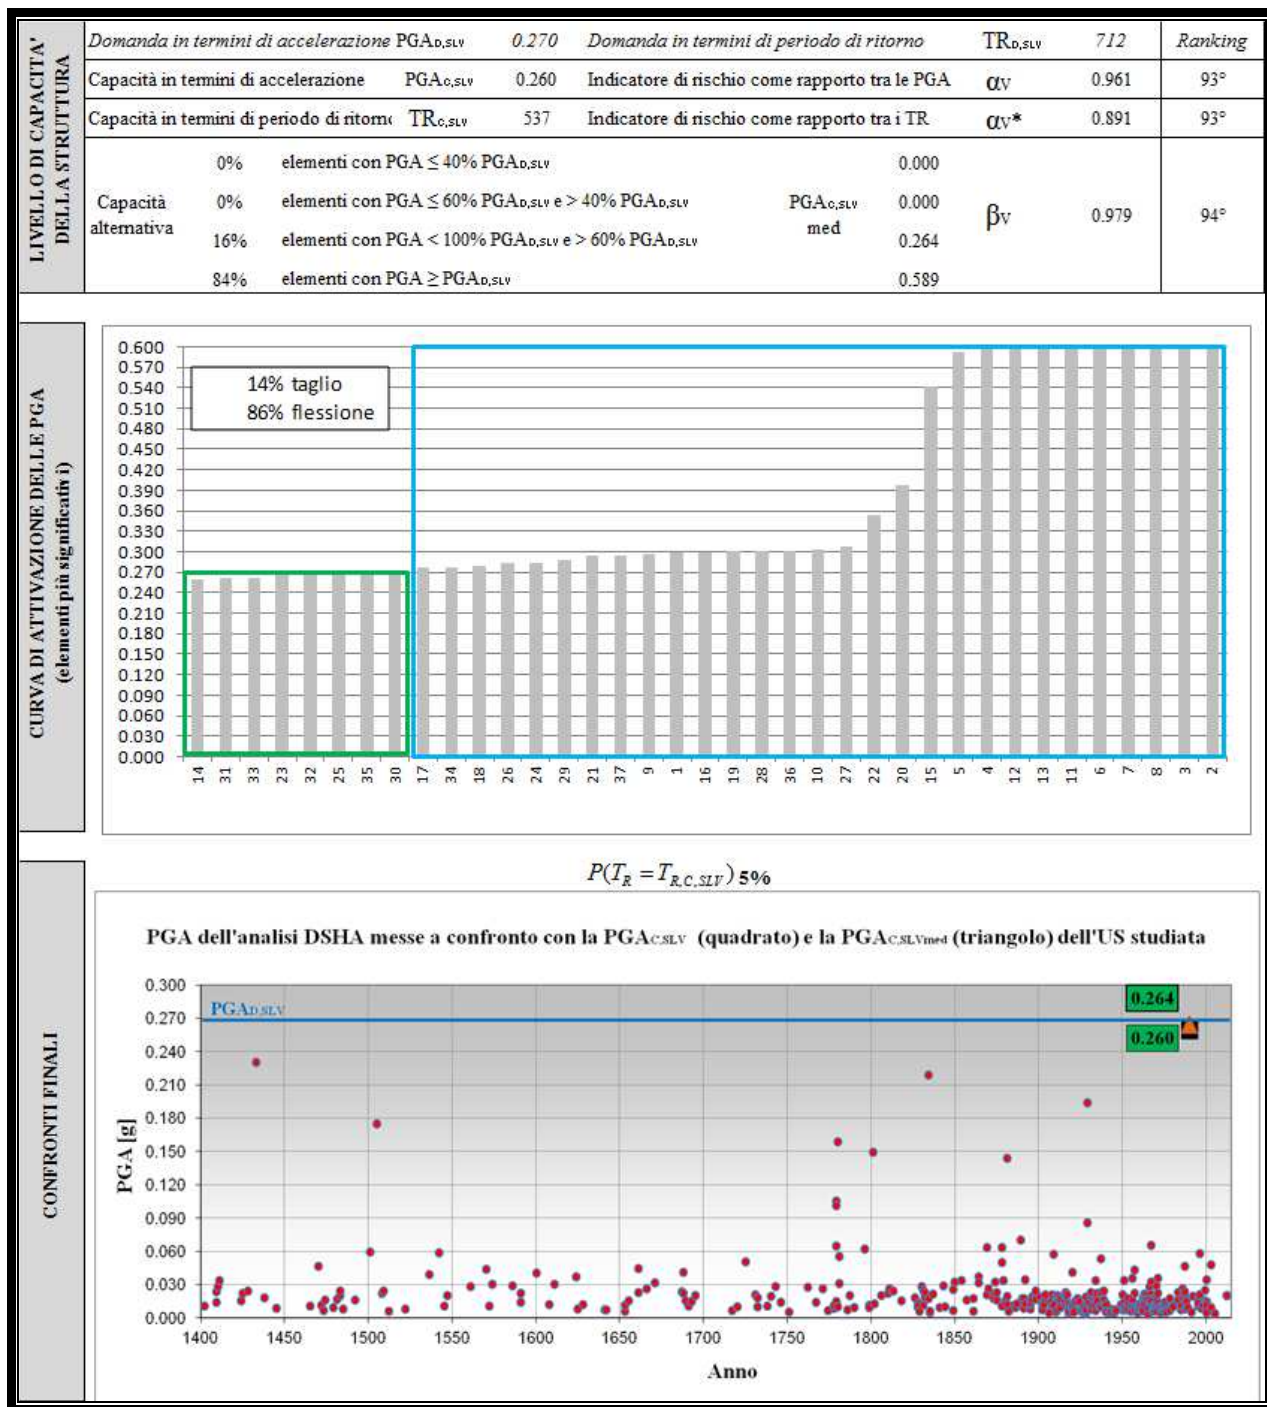 LIVELLO DI CAPACITA'
DELLA STRUTTURA
Domanda in termini di accelerazione PGAD,SLV 0.270 Domanda in termini di periodo di ritorno TRD,SLV 712 Ranking
Capacità in termini di accelerazione PGAC,SLV 0.260 Indicatore di rischio come rapporto tra le PGA αV 0.961 93°
Capacità in termini di periodo di ritorno TRC,SLV 537 Indicatore di rischio come rapporto tra i TR αV* 0.891 93°
Capacità
alternativa
0% elementi con PGA ≤ 40% PGAD,SLV 0.000
0% elementi con PGA ≤ 60% PGAD,SLV e > 40% PGAD,SLV 0.000
16% elementi con PGA < 100% PGAD,SLV e > 60% PGAD,SLV 0.264
84% elementi con PGA ≥ PGAD,SLV 0.589
PGAC,SLV
med
βV 0.979 94°
CURVA DI ATTIVAZIONE DELLE PGA
(elementi più significativi)
0.600
0.570
0.540
0.510
0.480
0.450
0.420
0.390
0.360
0.330
0.300
0.270
0.240
0.210
0.180
0.150
0.120
0.090
0.060
0.030
0.000
14% taglio
86% flessione
14 31 33 23 32 25 35 30 17 34 18 26 24 29 21 37 9 1 16 19 28 36 10 27 22 20 15 5 4 12 13 11 6 7 8 3 2
CONFRONTI FINALI
P(TR = TR,C,SLV) 5%
PGA dell'analisi DSHA messe a confronto con la PGAC,SLV (quadrato) e la PGAC,SLVmed (triangolo) dell'US studiata
PGA [g]
0.300
0.270
0.240
0.210
0.180
0.150
0.120
0.090
0.060
0.030
0.000
PGAD,SLV
0.264
0.260
1400 1450 1500 1550 1600 1650 1700 1750 1800 1850 1900 1950 2000
Anno